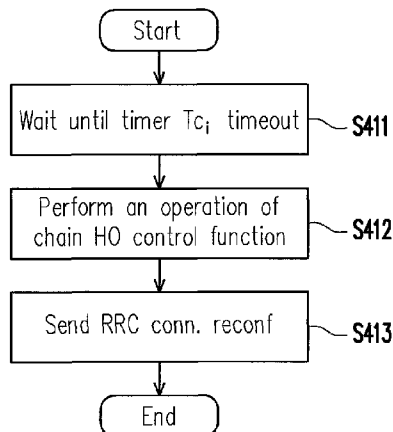 Start
Wait until timer Tci timeout
S411
Perform an operation of
chain HO control function
S412
Send RRC conn. reconf
S413
End